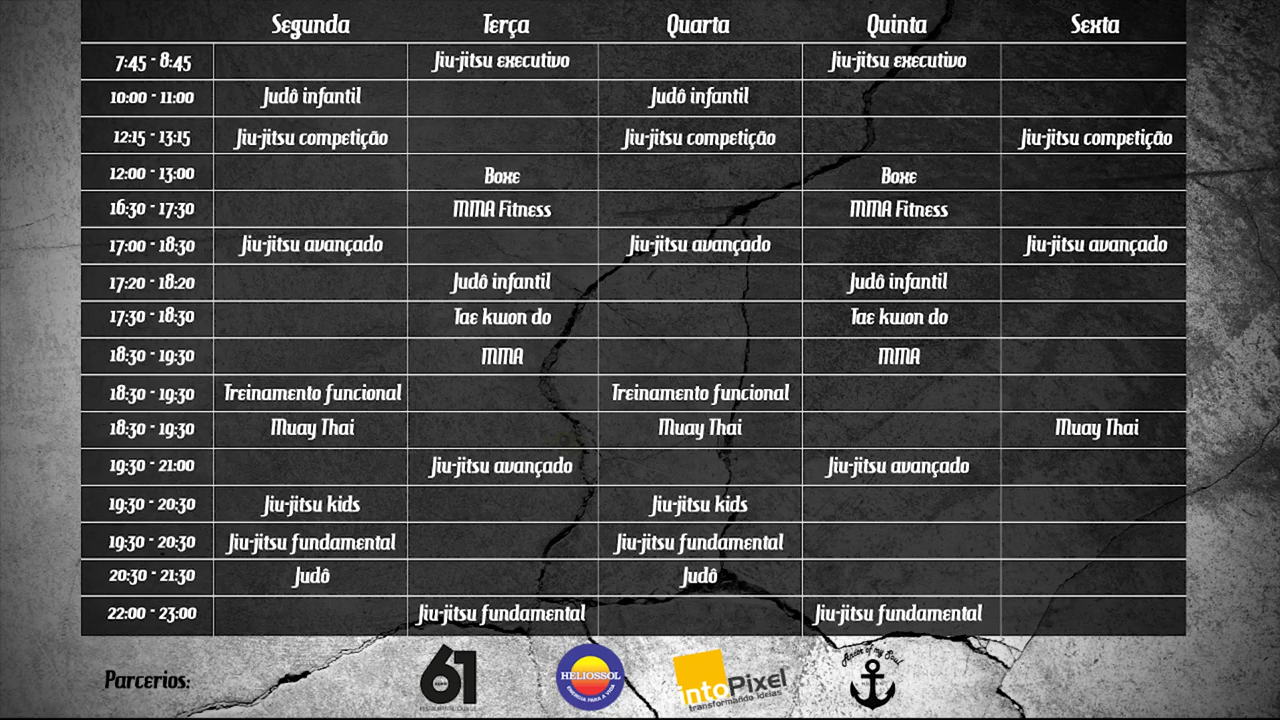 Segunda Terça Quarta Quinta Sexta
7:45 - 8:45 Jiu-jitsu executivo Jiu-jitsu executivo
10:00 - 11:00 Judô infantil Judô infantil
12:15 - 13:15 Jiu-jitsu competição Jiu-jitsu competição Jiu-jitsu competição
12:00 - 13:00 Boxe Boxe
16:30 - 17:30 MMA Fitness MMA Fitness
17:00 - 18:30 Jiu-jitsu avançado Jiu-jitsu avançado Jiu-jitsu avançado
17:20 - 18:20 Judô infantil Judô infantil
17:30 - 18:30 Tae kwon do Tae kwon do
18:30 - 19:30 MMA MMA
18:30 - 19:30 Treinamento funcional Treinamento funcional
18:30 - 19:30 Muay Thai Muay Thai Muay Thai
19:30 - 21:00 Jiu-jitsu avançado Jiu-jitsu avançado
19:30 - 20:30 Jiu-jitsu kids Jiu-jitsu kids
19:30 - 20:30 Jiu-jitsu fundamental Jiu-jitsu fundamental
20:30 - 21:30 Judô Judô
22:00 - 23:00 Jiu-jitsu fundamental Jiu-jitsu fundamental
Parcerios:
61
HELIOSSOL
ENERGIA PARA A VIDA
intoPixel
transformando ideias
Ancor of my Soul